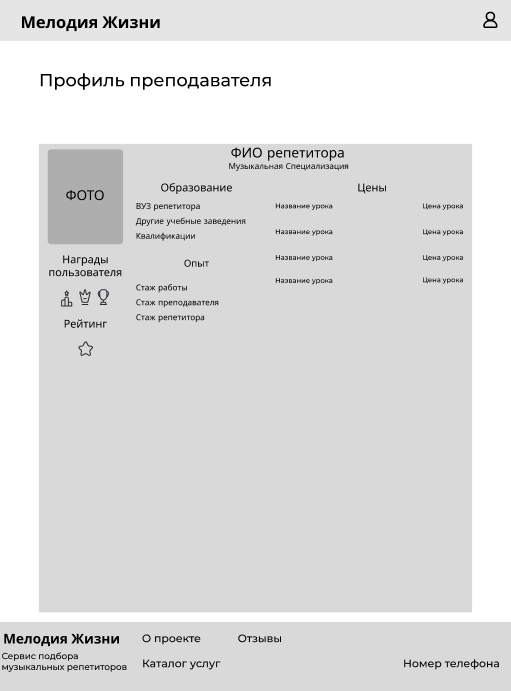 Мелодия Жизни
Профиль преподавателя
ФИО репетитора
Музыкальная Специализация
ФОТО
Награды
пользователя
Рейтинг
Образование
ВУЗ репетитора
Другие учебные заведения
Квалификации
Опыт
Стаж работы
Стаж преподавателя
Стаж репетитора
Цены
Название урока Цена урока
Название урока Цена урока
Название урока Цена урока
Название урока Цена урока
Мелодия Жизни
Сервис подбора
музыкальных репетиторов
О проекте Отзывы
Каталог услуг
Номер телефона